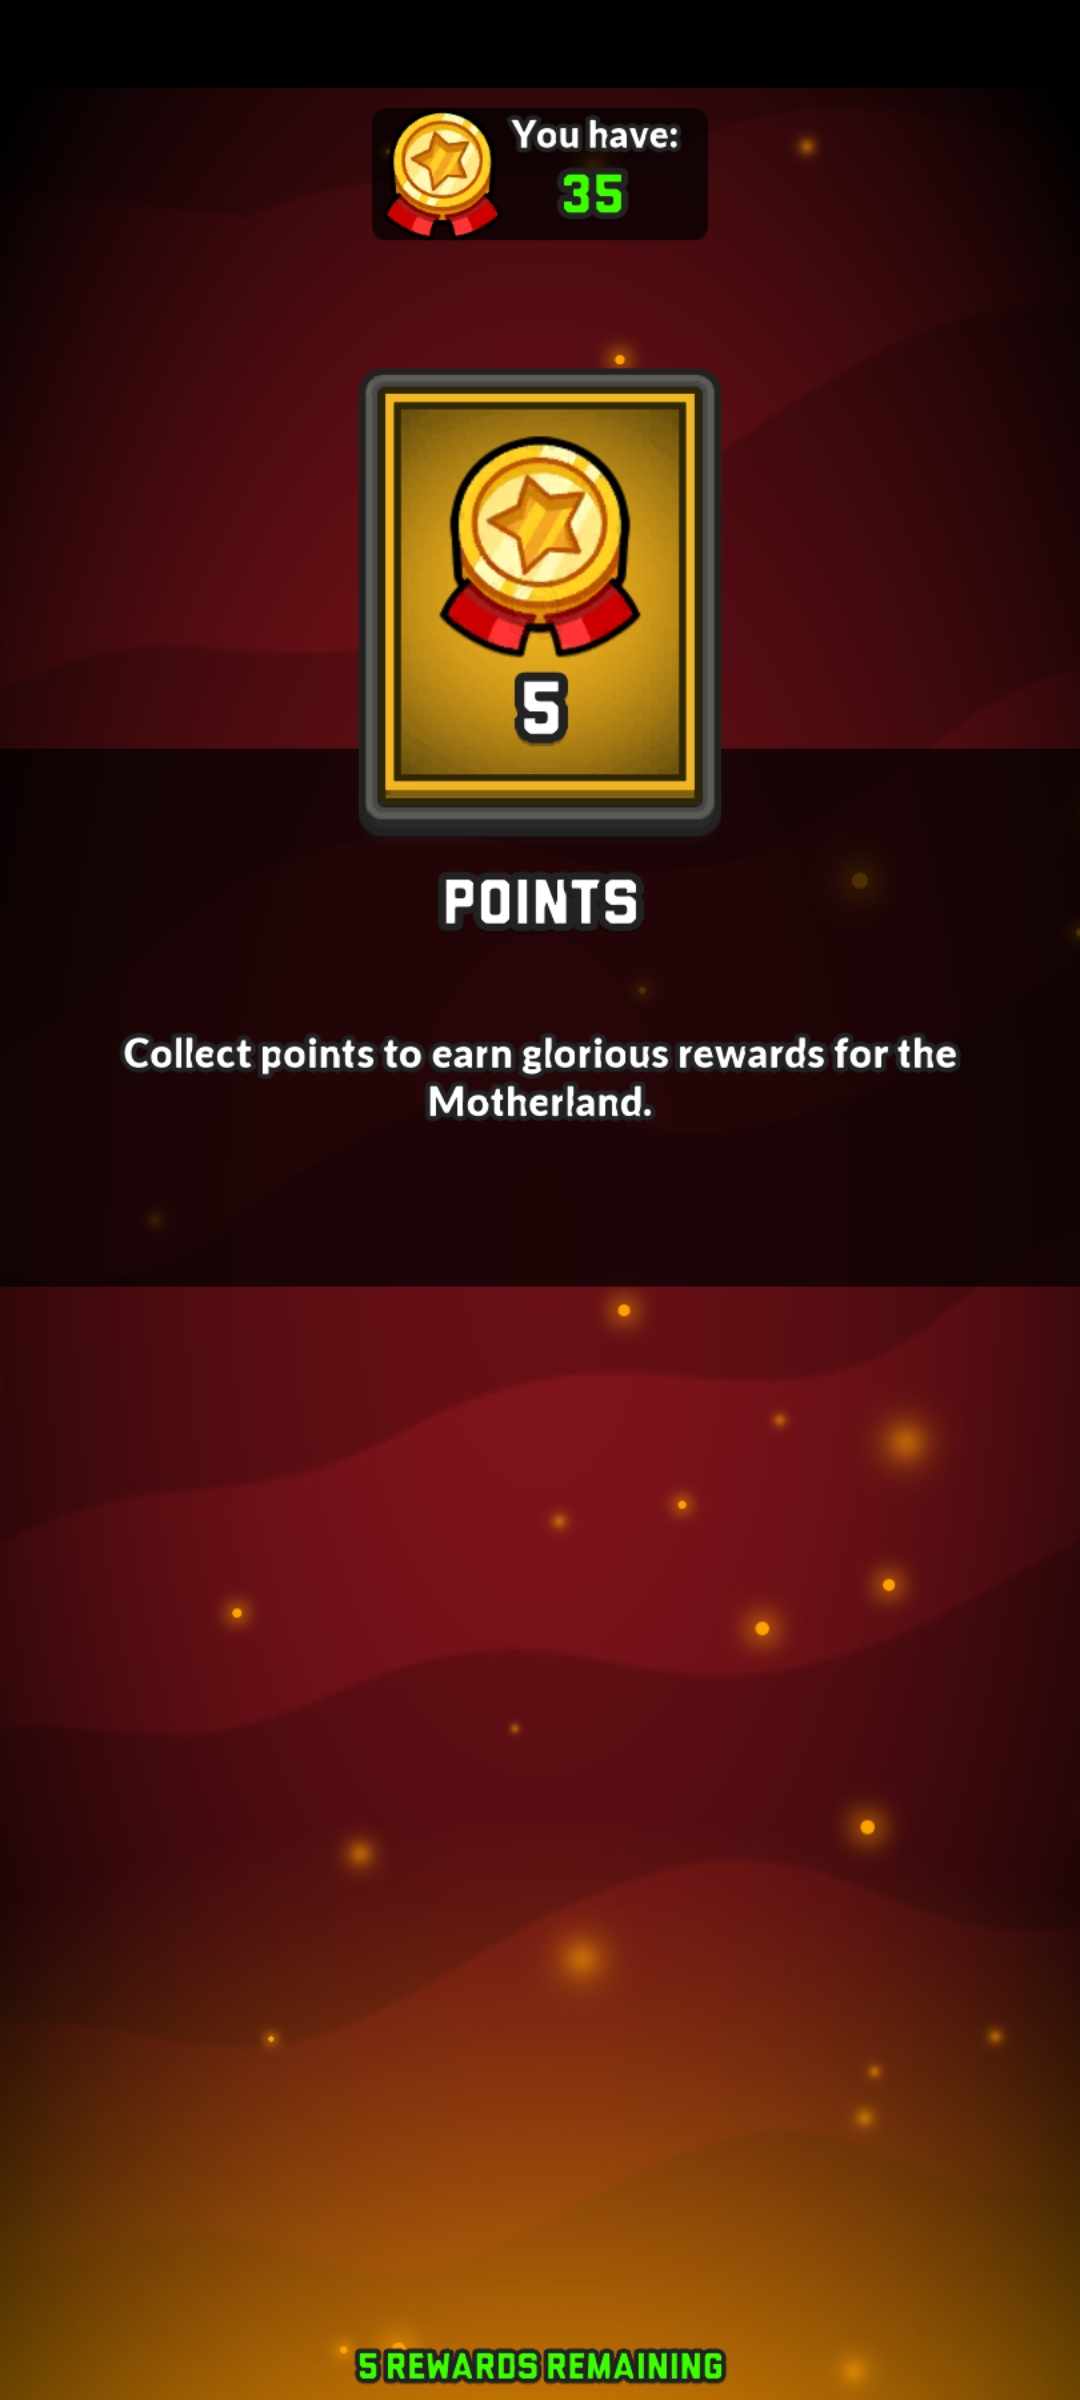 You have:
35
5
POINTS
Collect points to earn glorious rewards for the
Motherland.
5 REWARDS REMAINING